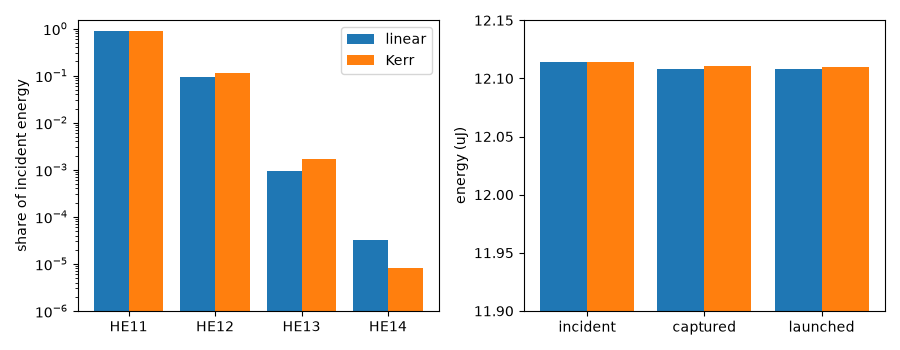 share of incident energy
10⁰
10⁻¹
10⁻²
10⁻³
10⁻⁴
10⁻⁵
10⁻⁶
HE11 HE12 HE13 HE14
linear
Kerr
energy (uJ)
12.15
12.10
12.05
12.00
11.95
11.90
incident captured launched